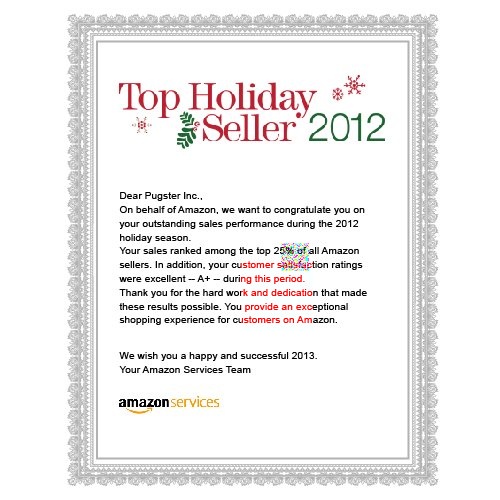 Top Holiday
Seller 2012
Dear Pugster Inc.,
On behalf of Amazon, we want to congratulate you on
your outstanding sales performance during the 2012
holiday season.
Your sales ranked among the top 25% of all Amazon
sellers. In addition, your customer satisfaction ratings
were excellent -- A+ -- during this period.
Thank you for the hard work and dedication that made
these results possible. You provide an exceptional
shopping experience for customers on Amazon.
We wish you a happy and successful 2013.
Your Amazon Services Team
amazonservices